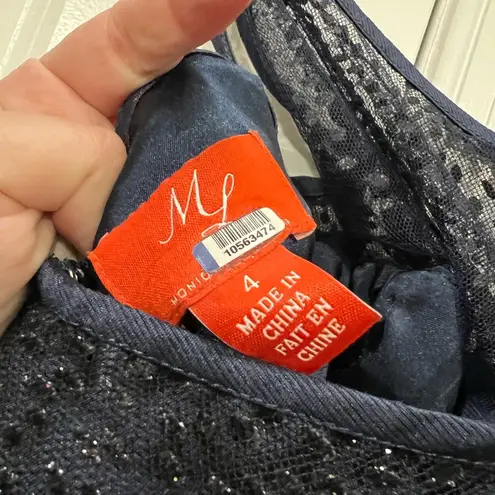 ML
10563474
4
MADE IN
CHINA
FAIT EN
CHINE